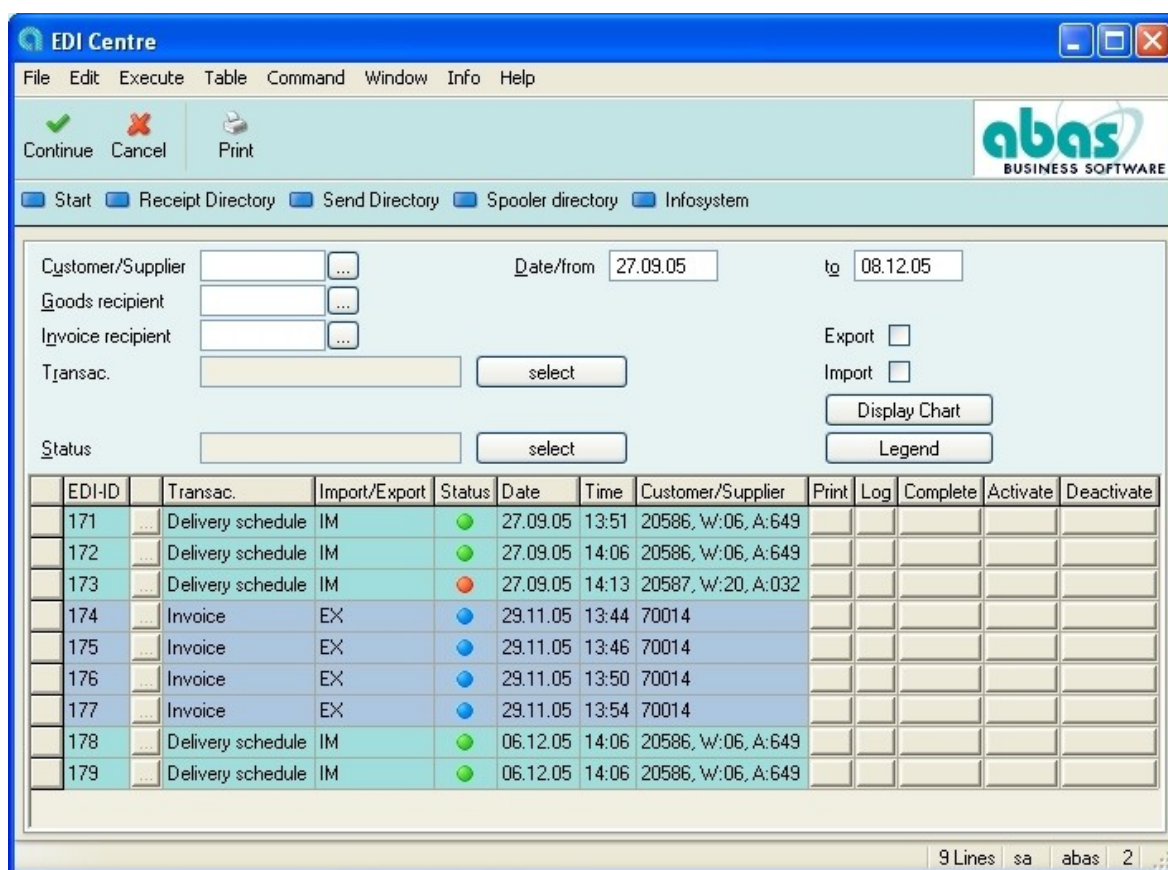 EDI Centre
File Edit Execute Table Command Window Info Help
Continue Cancel Print
abas
BUSINESS SOFTWARE
Start Receipt Directory Send Directory Spooler directory Infosystem
Customer/Supplier ... Date/from 27.09.05 to 08.12.05
Goods recipient ...
Invoice recipient ... Export
Transac. select Import
Display Chart
Status select Legend
EDI-ID Transac. Import/Export Status Date Time Customer/Supplier Print Log Complete Activate Deactivate
171 ... Delivery schedule IM 27.09.05 13:51 20586, W:06, A:649
172 ... Delivery schedule IM 27.09.05 14:06 20586, W:06, A:649
173 ... Delivery schedule IM 27.09.05 14:13 20587, W:20, A:032
174 ... Invoice EX 29.11.05 13:44 70014
175 ... Invoice EX 29.11.05 13:46 70014
176 ... Invoice EX 29.11.05 13:50 70014
177 ... Invoice EX 29.11.05 13:54 70014
178 ... Delivery schedule IM 06.12.05 14:06 20586, W:06, A:649
179 ... Delivery schedule IM 06.12.05 14:06 20586, W:06, A:649
9 Lines sa abas 2